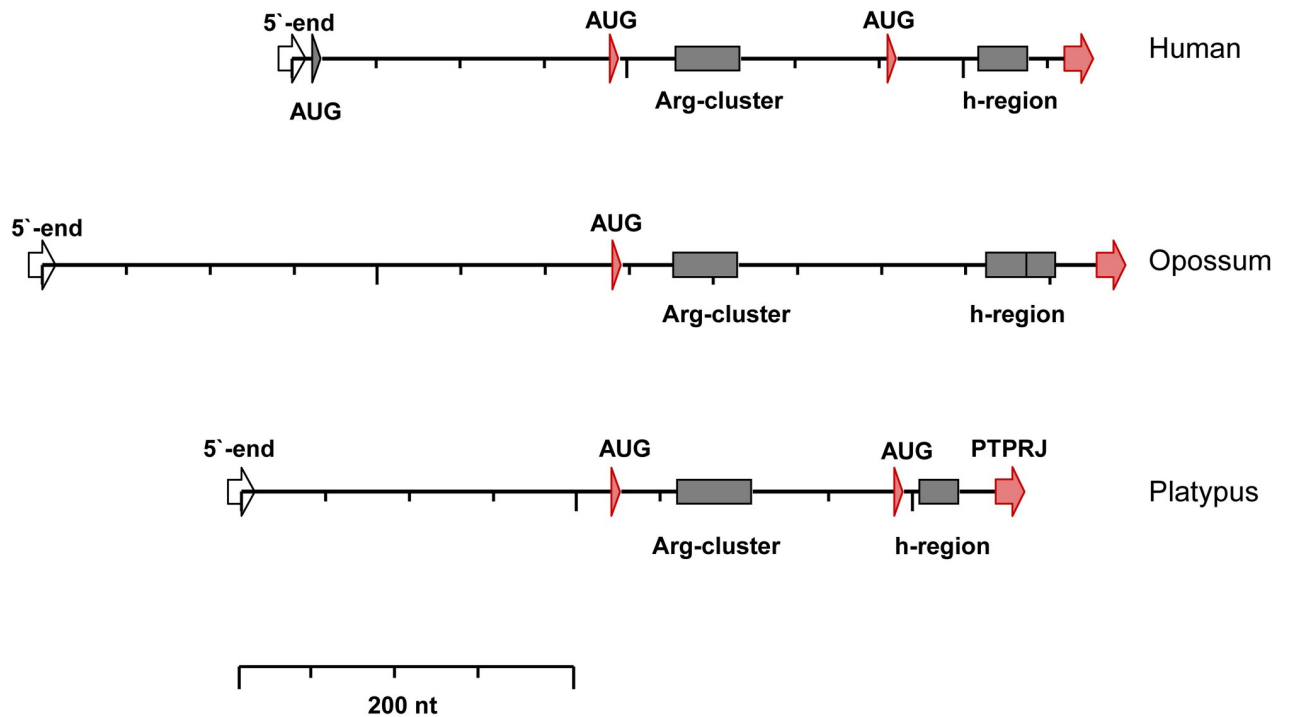 5`-end
AUG
AUG
Human
AUG
Arg-cluster
h-region
5`-end
AUG
Opossum
Arg-cluster
h-region
5`-end
AUG
AUG
PTPRJ
Platypus
Arg-cluster
h-region
200 nt